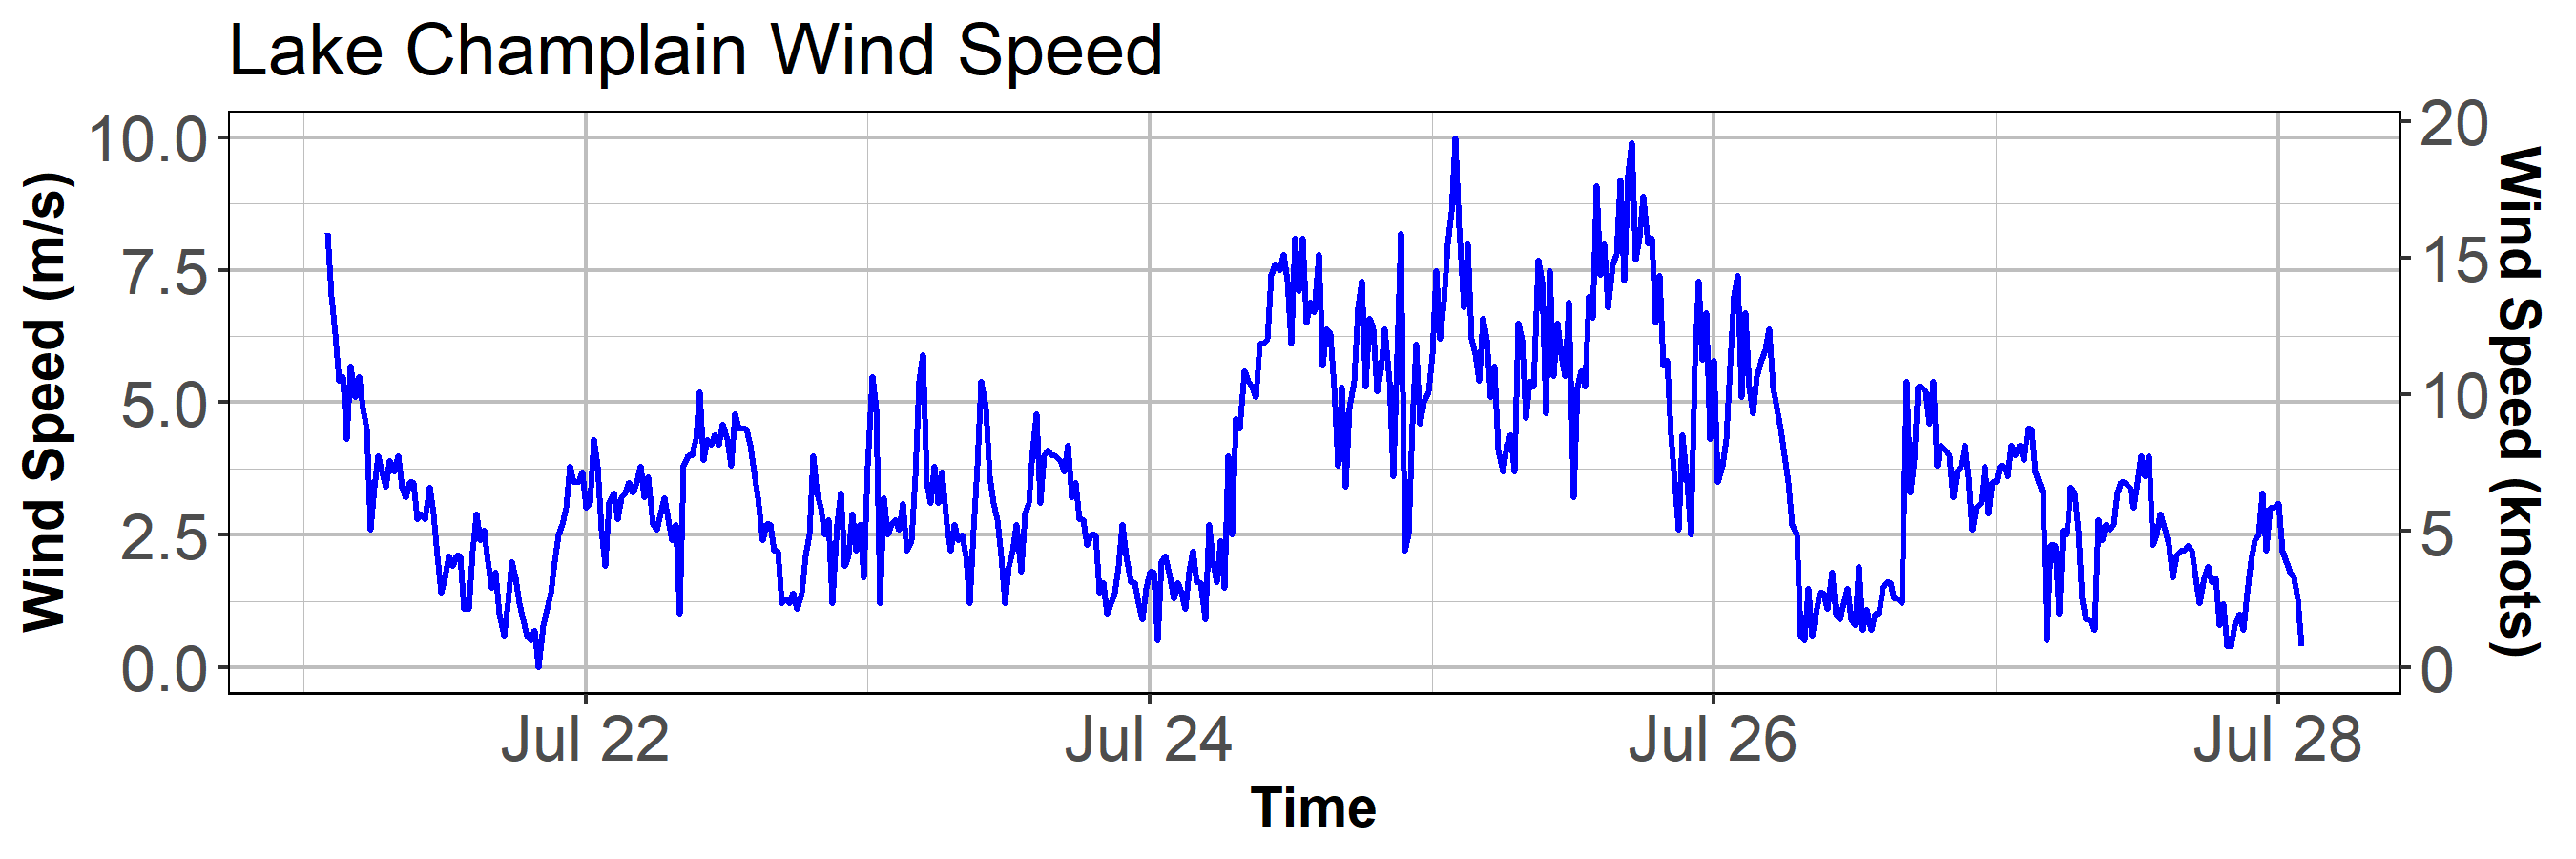 Lake Champlain Wind Speed
Wind Speed (m/s)
10.0
7.5
5.0
2.5
0.0
20
15
10
5
0
Wind Speed (knots)
Jul 22
Jul 24
Jul 26
Jul 28
Time